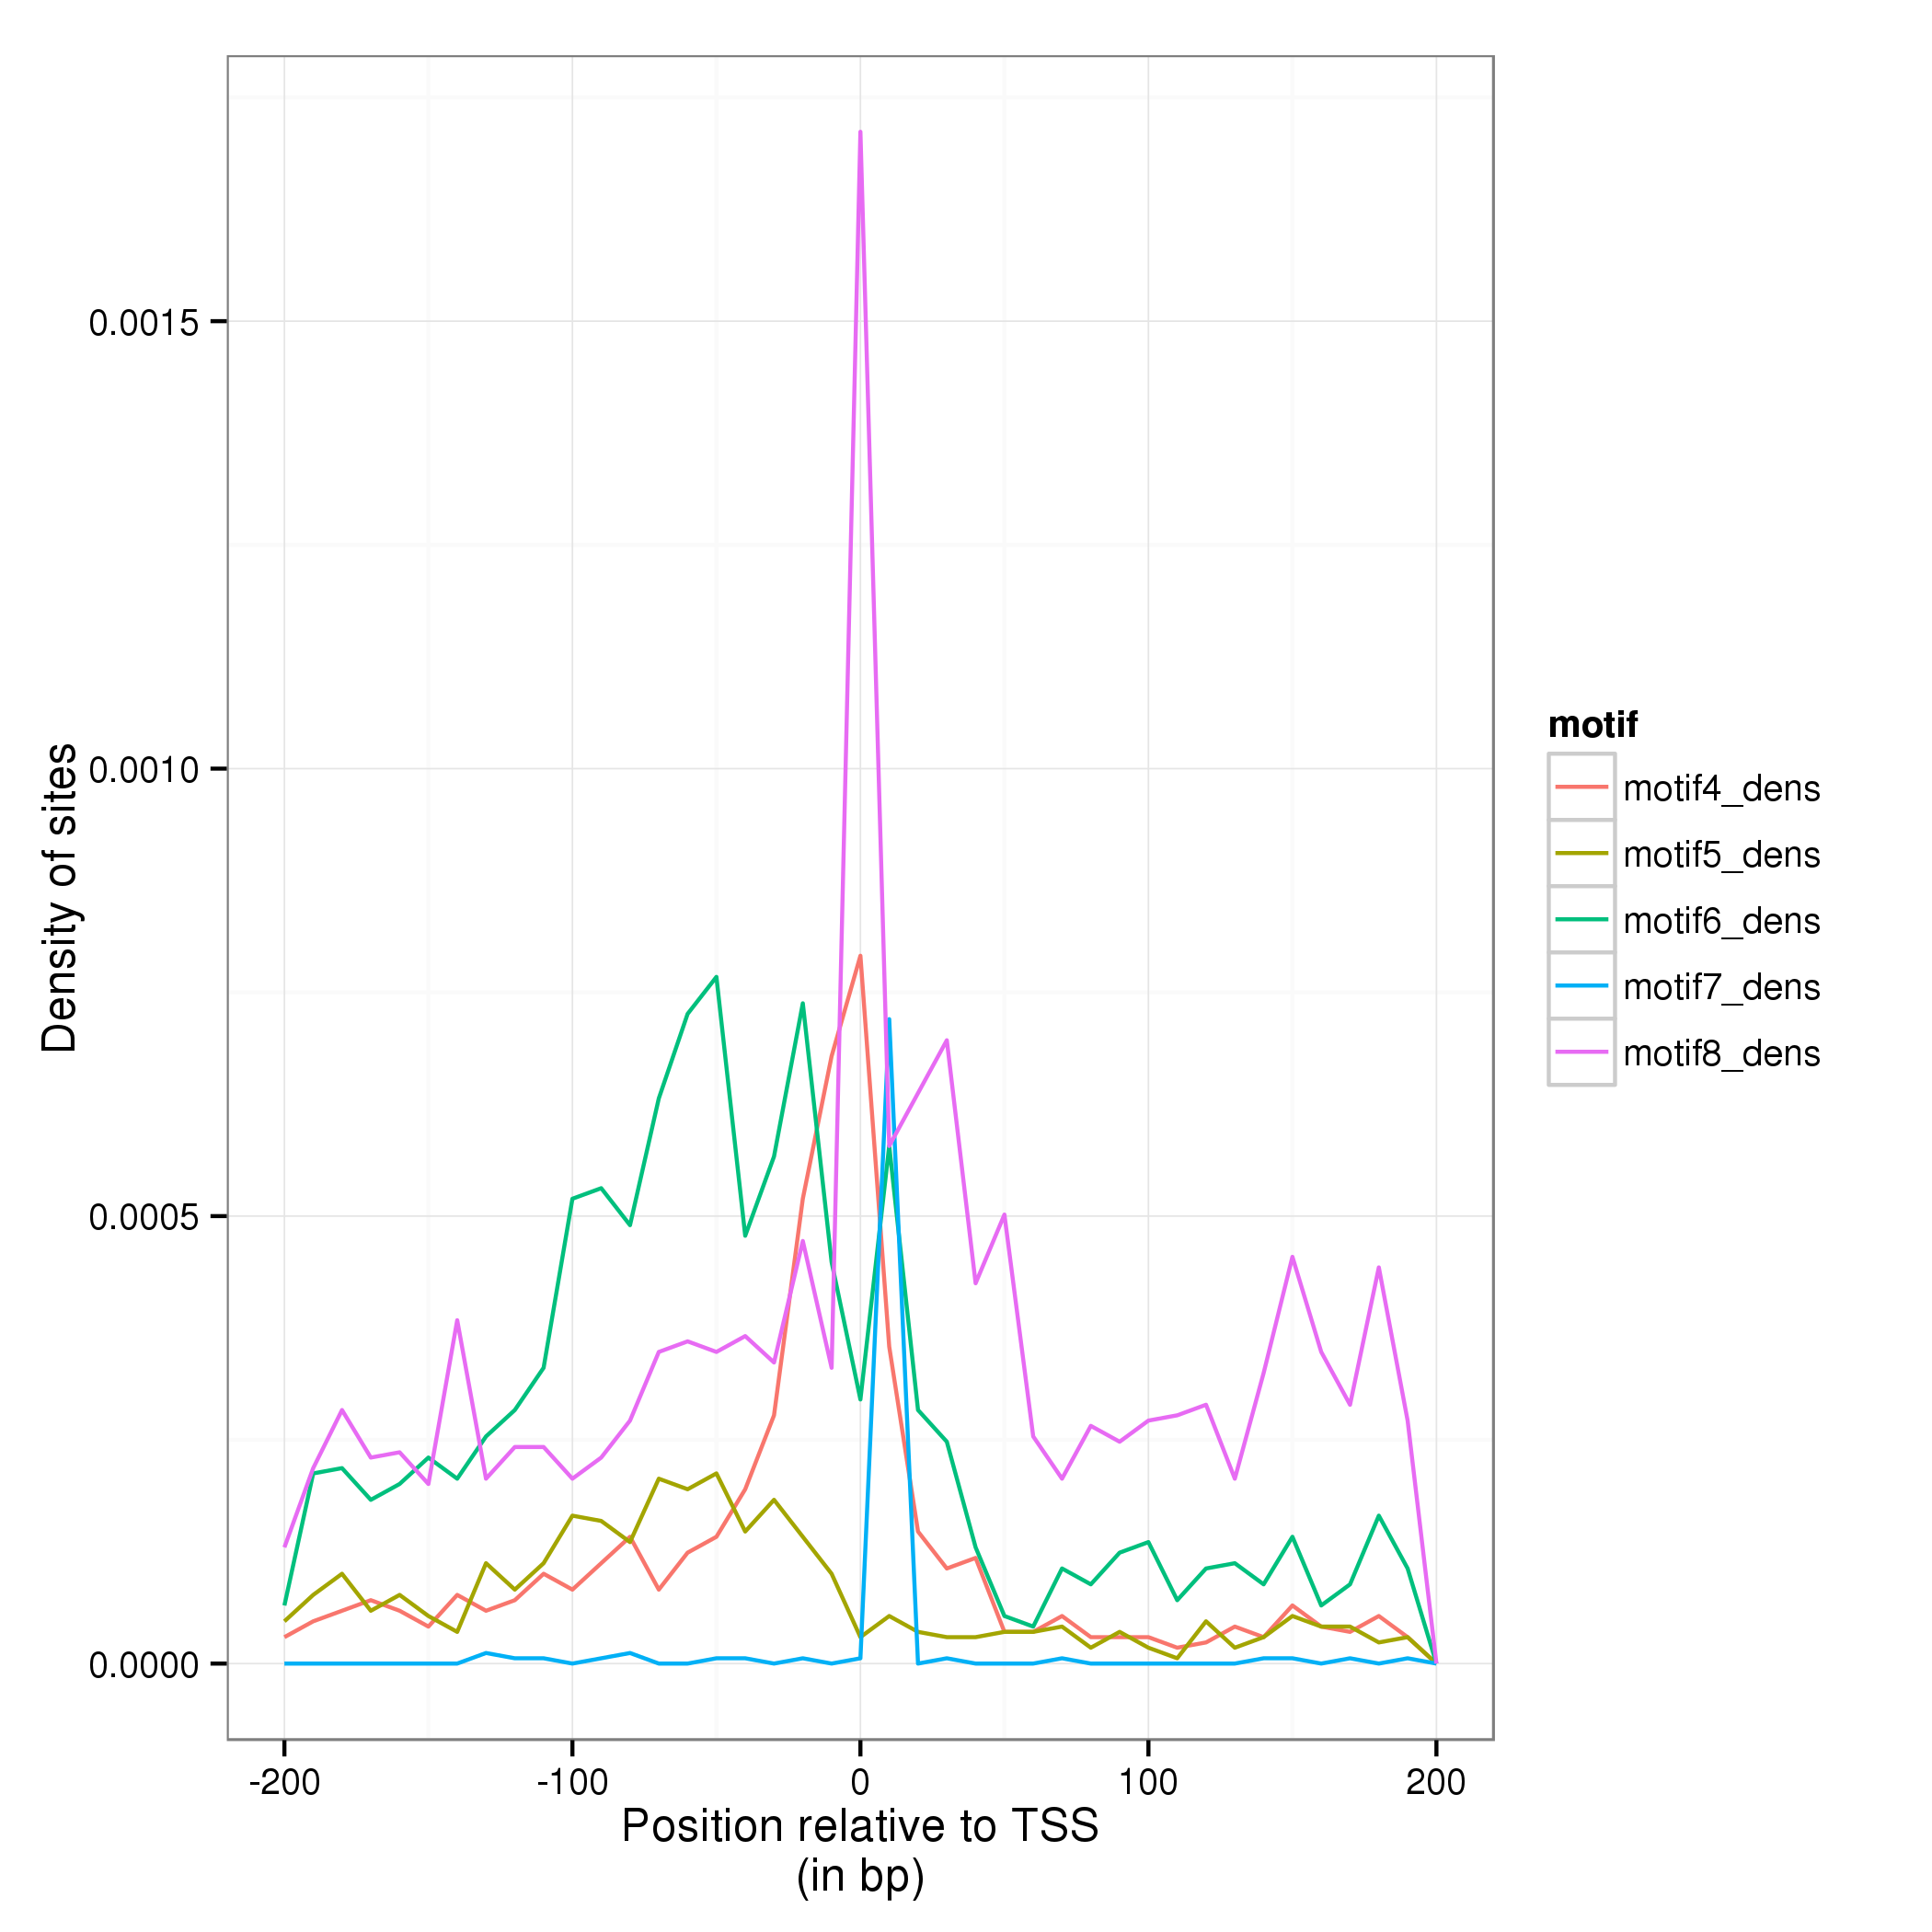 Density of sites
0.0015
0.0010
0.0005
0.0000
-200
-100
0
100
200
Position relative to TSS
(in bp)
motif
motif4_dens
motif5_dens
motif6_dens
motif7_dens
motif8_dens